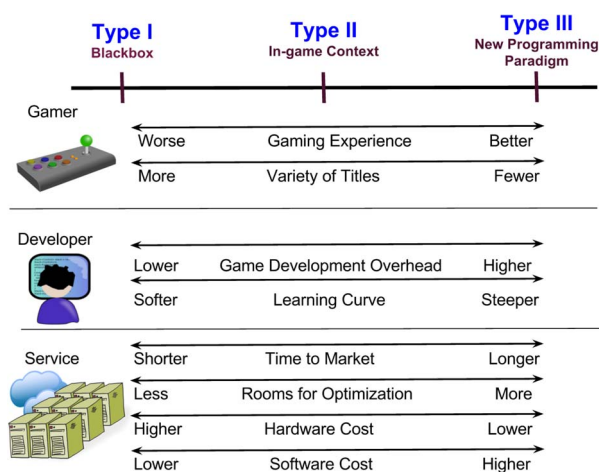 Type I Type II Type III
Blackbox In-game Context New Programming
Paradigm
Gamer
Worse Gaming Experience Better
More Variety of Titles Fewer
Developer
Lower Game Development Overhead Higher
Softer Learning Curve Steeper
Service
Shorter Time to Market Longer
Less Rooms for Optimization More
Higher Hardware Cost Lower
Lower Software Cost Higher